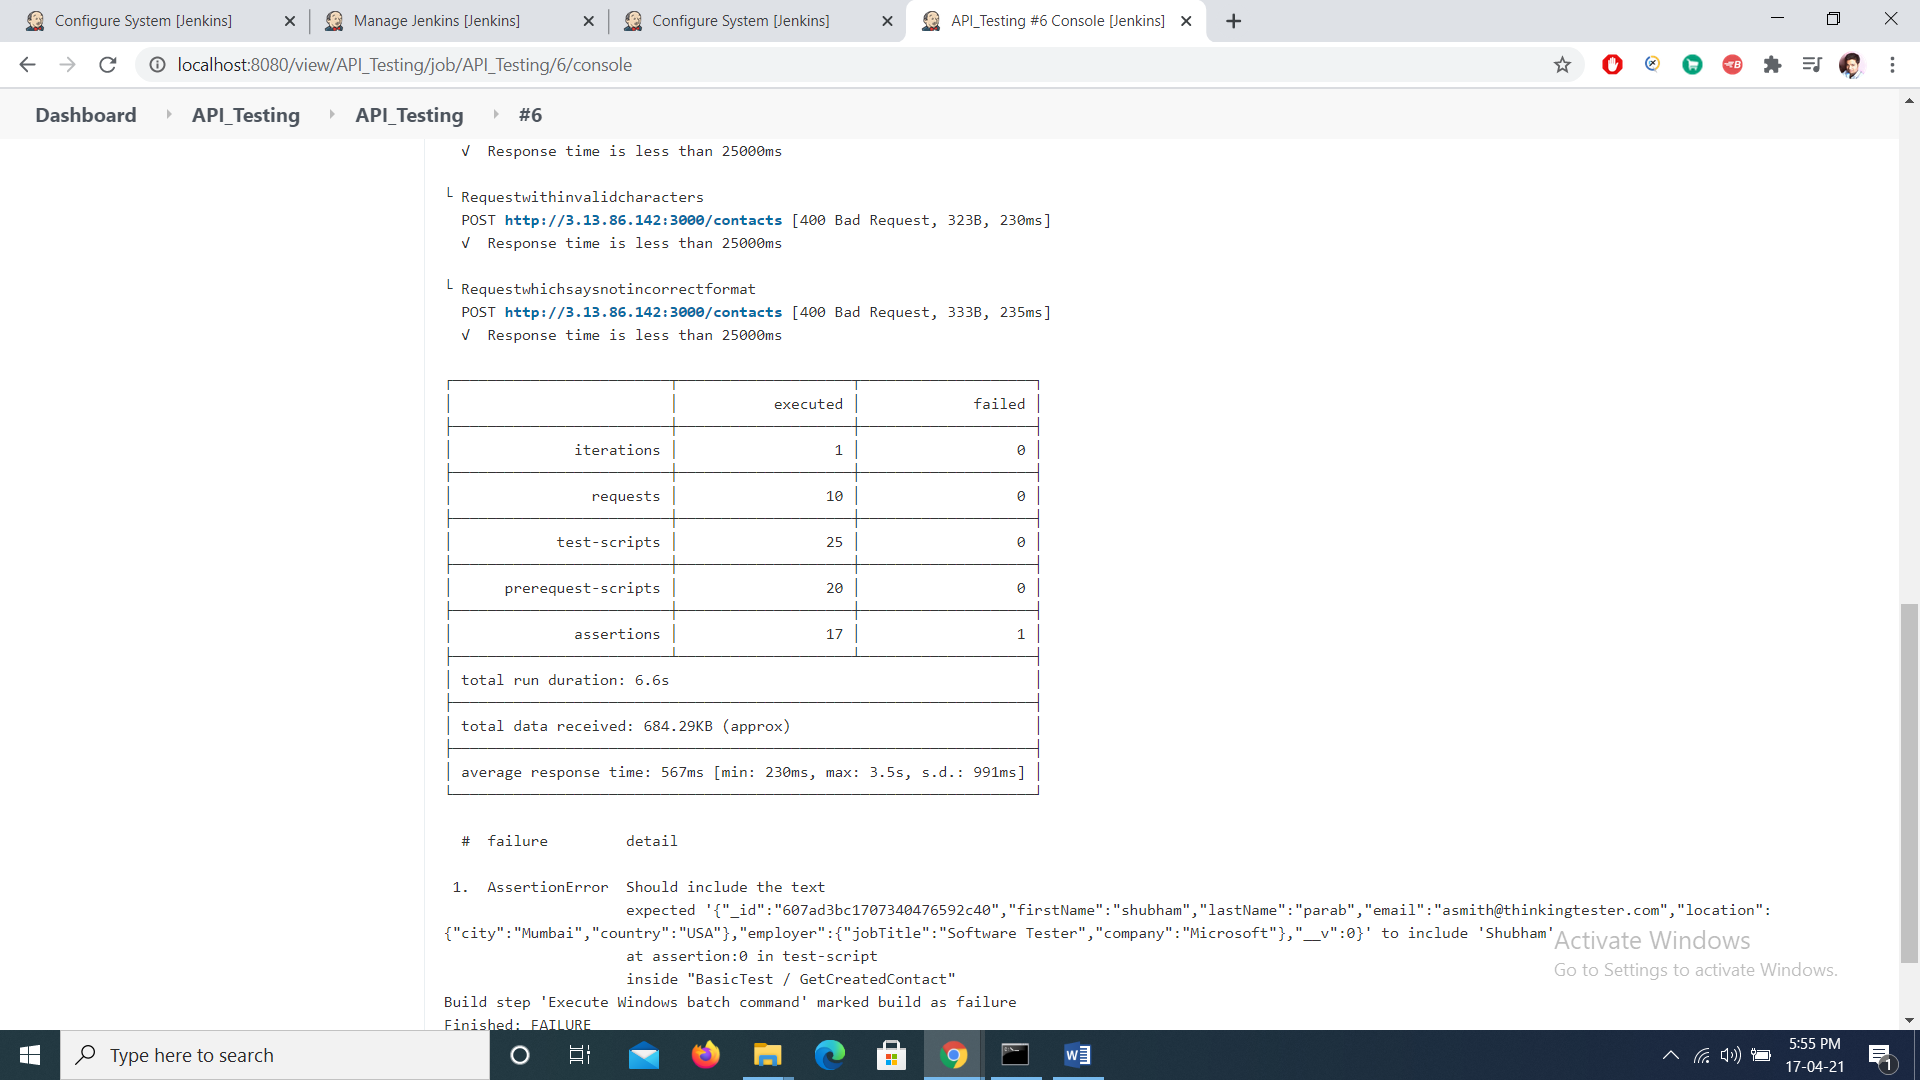 Configure System [Jenkins]
Manage Jenkins [Jenkins]
Configure System [Jenkins]
API_Testing #6 Console [Jenkins]
localhost:8080/view/API_Testing/job/API_Testing/6/console
Dashboard API_Testing API_Testing #6
√ Response time is less than 25000ms
└ Requestwithinvalidcharacters
POST http://3.13.86.142:3000/contacts [400 Bad Request, 323B, 230ms]
√ Response time is less than 25000ms
└ Requestwhichsaysnotincorrectformat
POST http://3.13.86.142:3000/contacts [400 Bad Request, 333B, 235ms]
√ Response time is less than 25000ms
executed failed
iterations 1 0
requests 10 0
test-scripts 25 0
prerequest-scripts 20 0
assertions 17 1
total run duration: 6.6s
total data received: 684.29KB (approx)
average response time: 567ms [min: 230ms, max: 3.5s, s.d.: 991ms]
# failure detail
1. AssertionError Should include the text
expected '{"_id":"607ad3bc1707340476592c40","firstName":"shubham","lastName":"parab","email":"asmith@thinkingtester.com","location":
{"city":"Mumbai","country":"USA"},"employer":{"jobTitle":"Software Tester","company":"Microsoft"},"__v":0}' to include 'Shubham'
at assertion:0 in test-script
inside "BasicTest / GetCreatedContact"
Build step 'Execute Windows batch command' marked build as failure
Finished: FAILURE
Activate Windows
Go to Settings to activate Windows.
Type here to search
5:55 PM
17-04-21
1